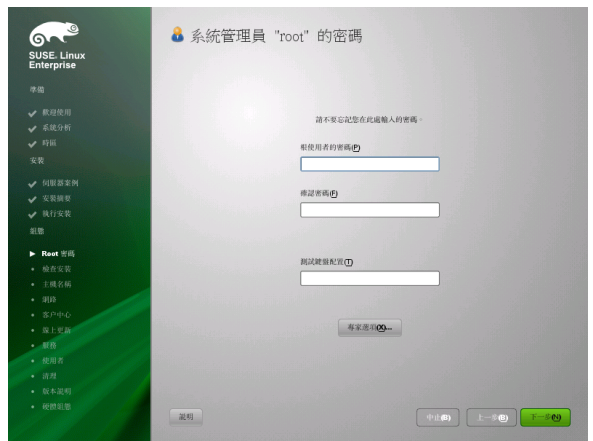 SUSE. Linux
Enterprise
準備
歡迎使用
系統分析
時區
安裝
伺服器案例
安裝摘要
執行安裝
組態
Root 密碼
檢查安裝
主機名稱
網路
客戶中心
線上更新
服務
使用者
清理
版本說明
硬體組態
系統管理員 "root" 的密碼
請不要忘記您在此處輸入的密碼。
根使用者的密碼(P)
確認密碼(F)
測試鍵盤配置(T)
專家選項(X)...
說明
中止(R)
上一步(B)
下一步(N)